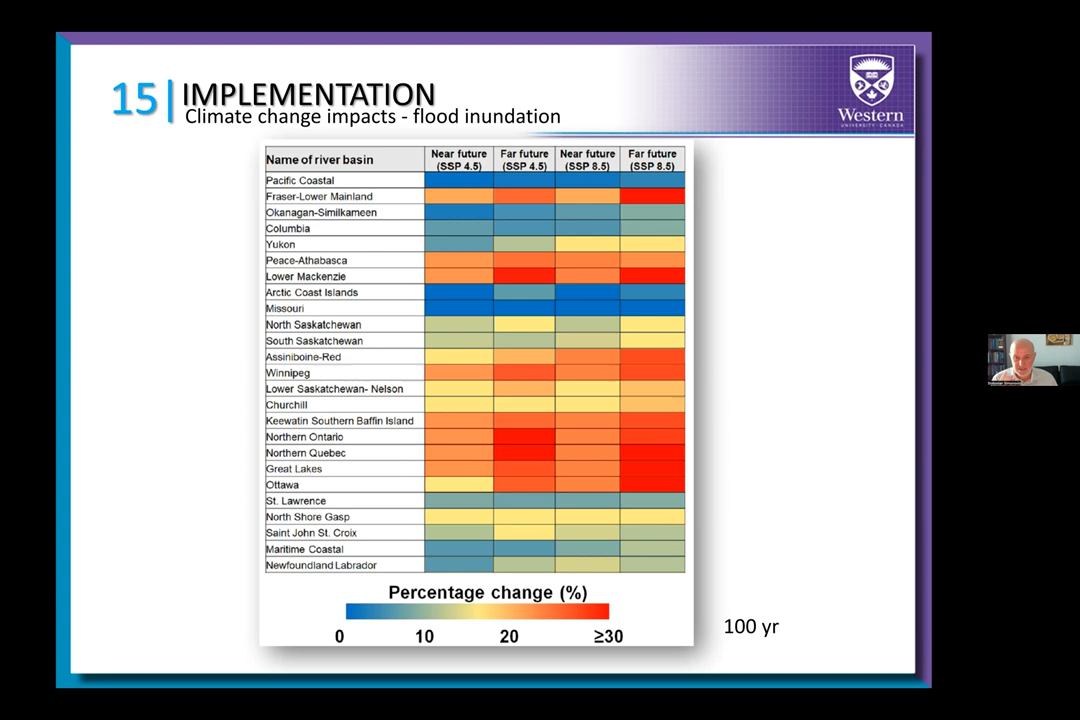 15 IMPLEMENTATION
Climate change impacts - flood inundation
Western
UNIVERSITY · CANADA
Name of river basin Near future (SSP 4.5) Far future (SSP 4.5) Near future (SSP 8.5) Far future (SSP 8.5)
Pacific Coastal
Fraser-Lower Mainland
Okanagan-Similkameen
Columbia
Yukon
Peace-Athabasca
Lower Mackenzie
Arctic Coast Islands
Missouri
North Saskatchewan
South Saskatchewan
Assiniboine-Red
Winnipeg
Lower Saskatchewan- Nelson
Churchill
Keewatin Southern Baffin Island
Northern Ontario
Northern Quebec
Great Lakes
Ottawa
St. Lawrence
North Shore Gasp
Saint John St. Croix
Maritime Coastal
Newfoundland Labrador
Percentage change (%)
0 10 20 ≥30
100 yr